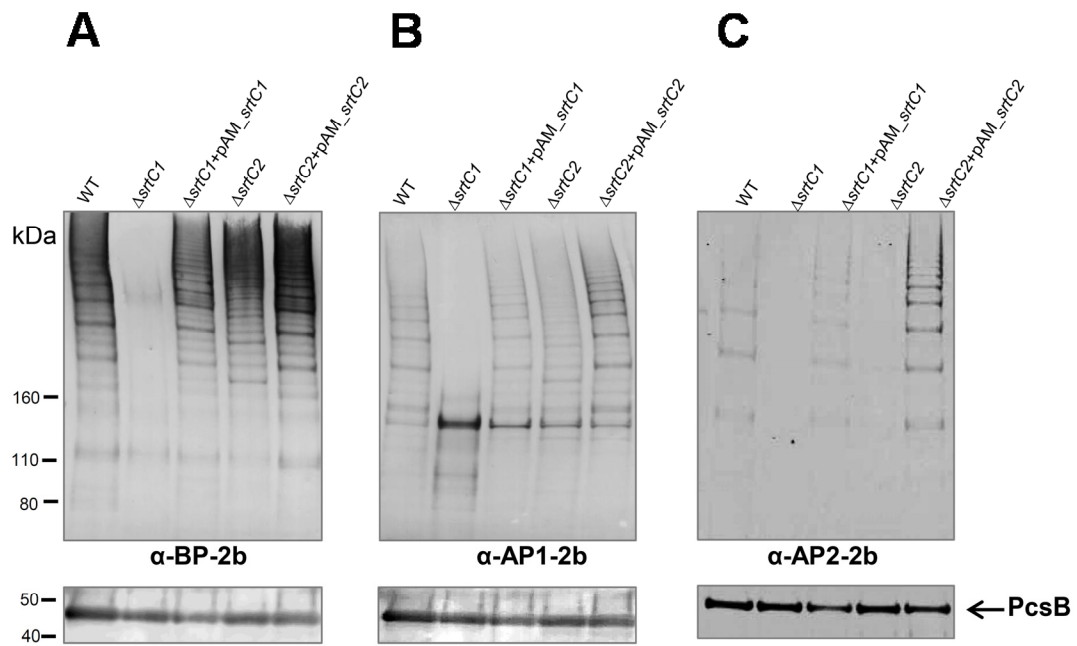 A
B
C
WT
ΔsrtC1
ΔsrtC1+pAM_srtC1
ΔsrtC2
ΔsrtC2+pAM_srtC2
WT
ΔsrtC1
ΔsrtC1+pAM_srtC1
ΔsrtC2
ΔsrtC2+pAM_srtC2
WT
ΔsrtC1
ΔsrtC1+pAM_srtC1
ΔsrtC2
ΔsrtC2+pAM_srtC2
kDa
160
110
80
α-BP-2b
α-AP1-2b
α-AP2-2b
50
40
PcsB